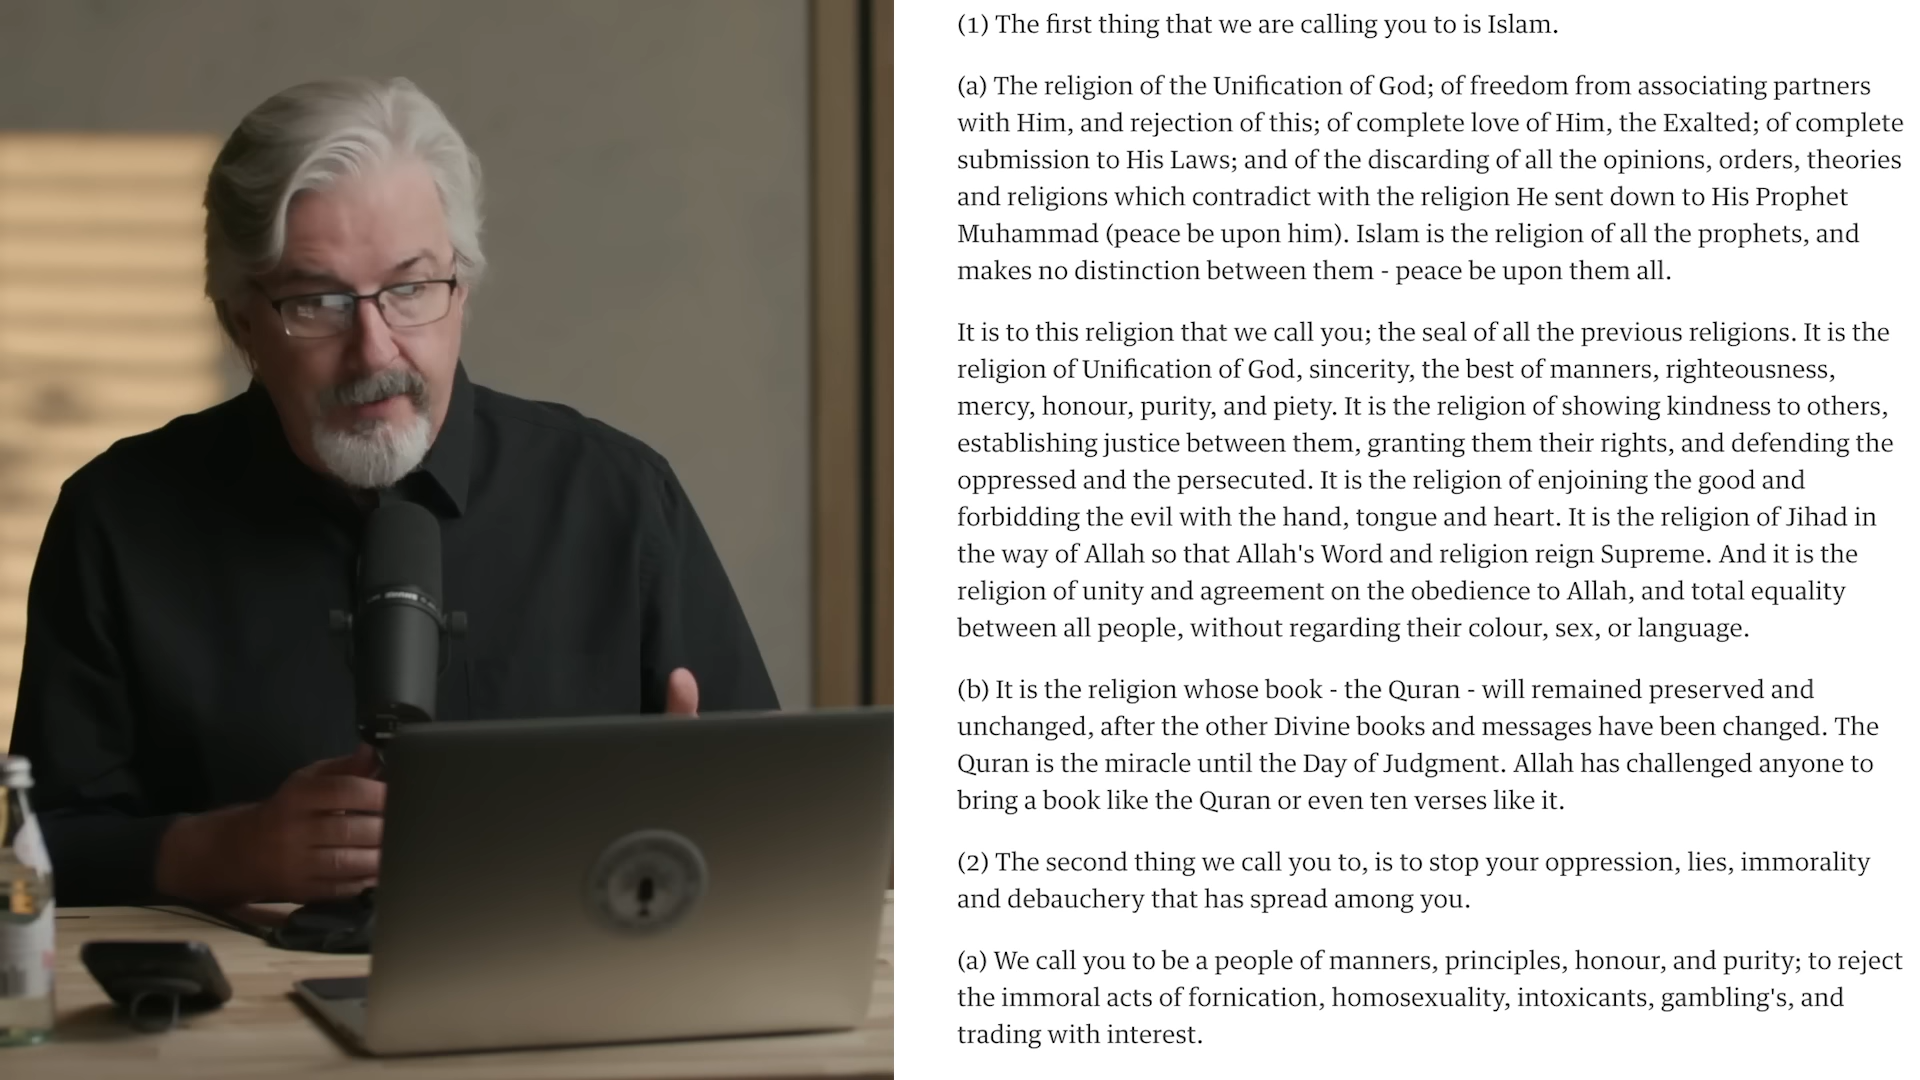 (1) The first thing that we are calling you to is Islam.
(a) The religion of the Unification of God; of freedom from associating partners
with Him, and rejection of this; of complete love of Him, the Exalted; of complete
submission to His Laws; and of the discarding of all the opinions, orders, theories
and religions which contradict with the religion He sent down to His Prophet
Muhammad (peace be upon him). Islam is the religion of all the prophets, and
makes no distinction between them - peace be upon them all.
It is to this religion that we call you; the seal of all the previous religions. It is the
religion of Unification of God, sincerity, the best of manners, righteousness,
mercy, honour, purity, and piety. It is the religion of showing kindness to others,
establishing justice between them, granting them their rights, and defending the
oppressed and the persecuted. It is the religion of enjoining the good and
forbidding the evil with the hand, tongue and heart. It is the religion of Jihad in
the way of Allah so that Allah's Word and religion reign Supreme. And it is the
religion of unity and agreement on the obedience to Allah, and total equality
between all people, without regarding their colour, sex, or language.
(b) It is the religion whose book - the Quran - will remained preserved and
unchanged, after the other Divine books and messages have been changed. The
Quran is the miracle until the Day of Judgment. Allah has challenged anyone to
bring a book like the Quran or even ten verses like it.
(2) The second thing we call you to, is to stop your oppression, lies, immorality
and debauchery that has spread among you.
(a) We call you to be a people of manners, principles, honour, and purity; to reject
the immoral acts of fornication, homosexuality, intoxicants, gambling's, and
trading with interest.